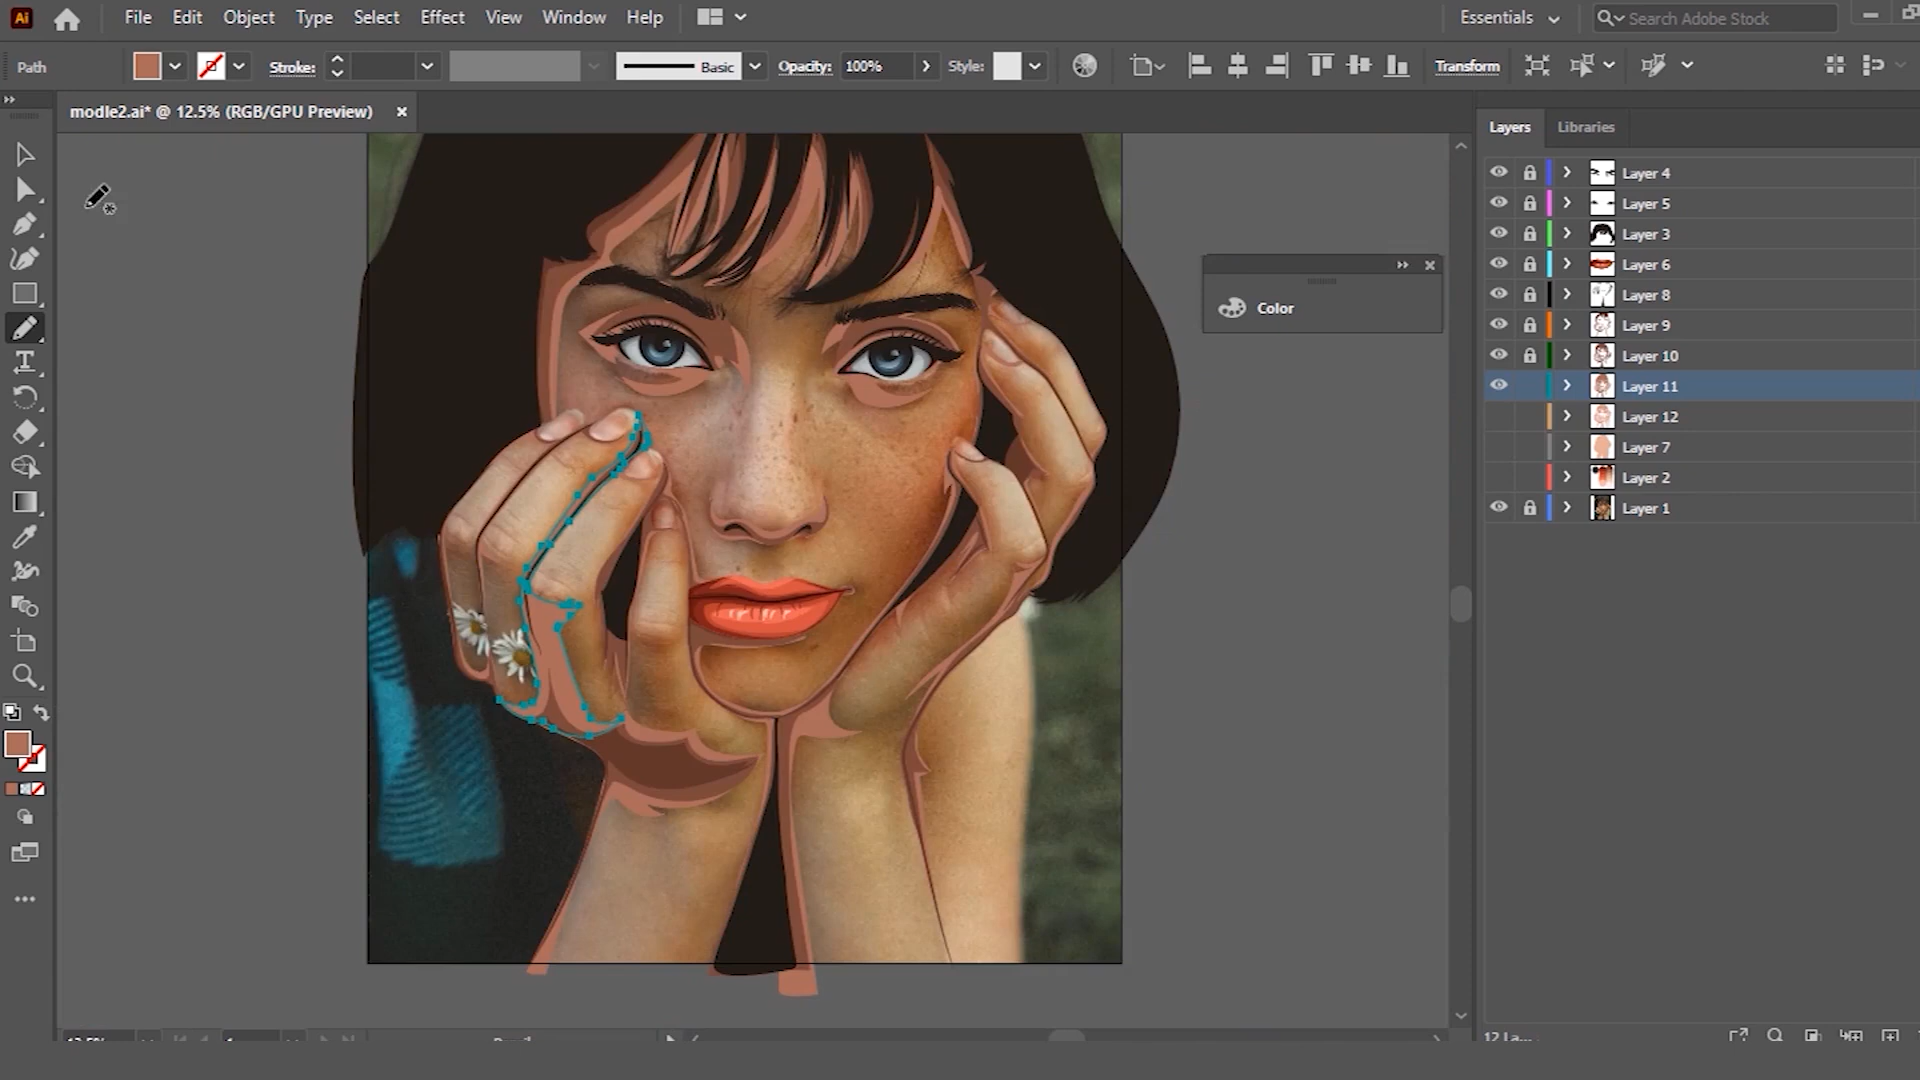 Ai File Edit Object Type Select Effect View Window Help Essentials Search Adobe Stock
Path Stroke: Basic Opacity: 100% Style: Transform
modle2.ai* @ 12.5% (RGB/GPU Preview)
Layers Libraries
Layer 4
Layer 5
Layer 3
Layer 6
Layer 8
Layer 9
Layer 10
Layer 11
Layer 12
Layer 7
Layer 2
Layer 1
Color